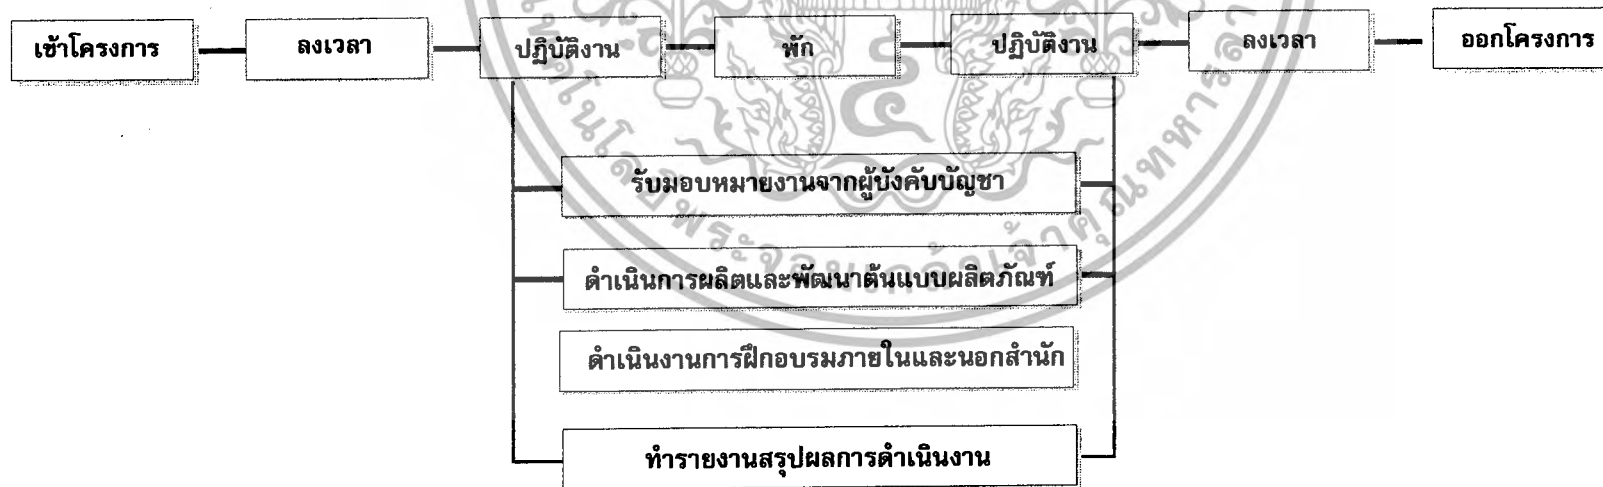 เข้าโครงการ ลงเวลา ปฏิบัติงาน พัก ปฏิบัติงาน ลงเวลา ออกโครงการ
รับมอบหมายงานจากผู้บังคับบัญชา
ดำเนินการผลิตและพัฒนาต้นแบบผลิตภัณฑ์
ดำเนินงานการฝึกอบรมภายในและนอกสำนัก
ทำรายงานสรุปผลการดำเนินงาน